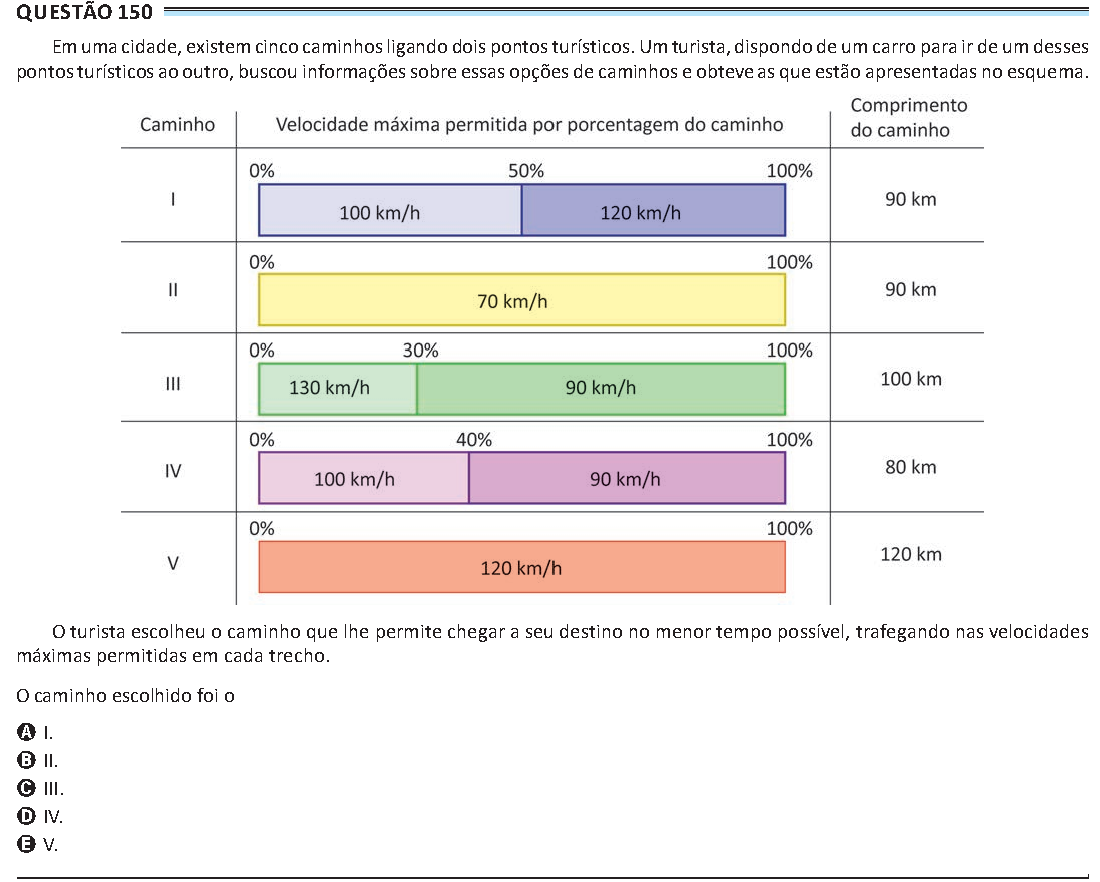 QUESTÃO 150
Em uma cidade, existem cinco caminhos ligando dois pontos turísticos. Um turista, dispondo de um carro para ir de um desses
pontos turísticos ao outro, buscou informações sobre essas opções de caminhos e obteve as que estão apresentadas no esquema.
Caminho Velocidade máxima permitida por porcentagem do caminho Comprimento
do caminho
0% 50% 100%
I 100 km/h 120 km/h 90 km
0% 100%
II 70 km/h 90 km
0% 30% 100%
III 130 km/h 90 km/h 100 km
0% 40% 100%
IV 100 km/h 90 km/h 80 km
0% 100%
V 120 km/h 120 km
O turista escolheu o caminho que lhe permite chegar a seu destino no menor tempo possível, trafegando nas velocidades
máximas permitidas em cada trecho.
O caminho escolhido foi o
A I.
B II.
C III.
D IV.
E V.